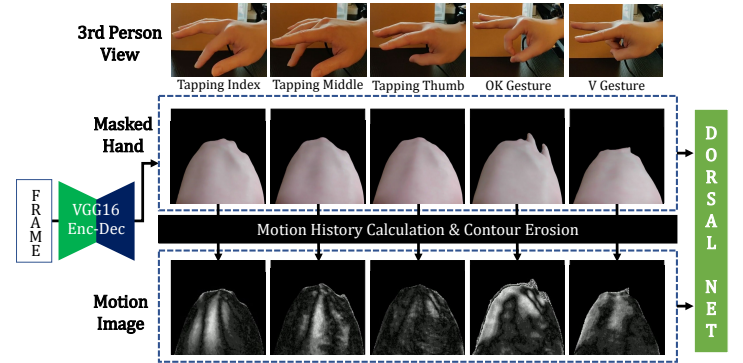 3rd Person
View
Tapping Index
Tapping Middle
Tapping Thumb
OK Gesture
V Gesture
Masked
Hand
FRAME
VGG16
Enc-Dec
Motion History Calculation & Contour Erosion
Motion
Image
DORSAL NET